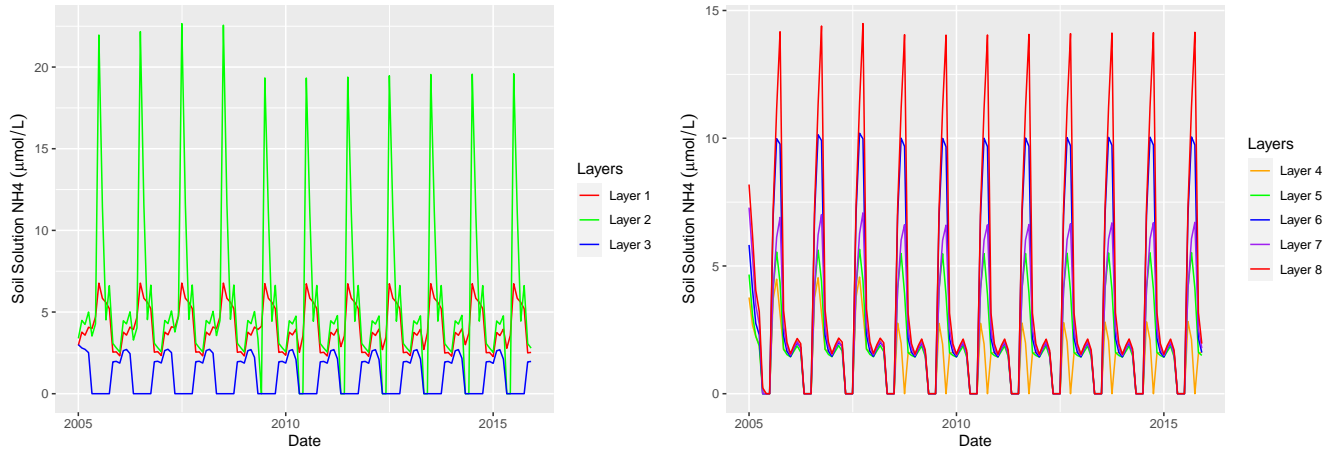 Soil Solution NH4 (μmol/L)
20
15
10
5
0
2005
2010
2015
Date
Layers
Layer 1
Layer 2
Layer 3
Soil Solution NH4 (μmol/L)
15
10
5
0
2005
2010
2015
Date
Layers
Layer 4
Layer 5
Layer 6
Layer 7
Layer 8